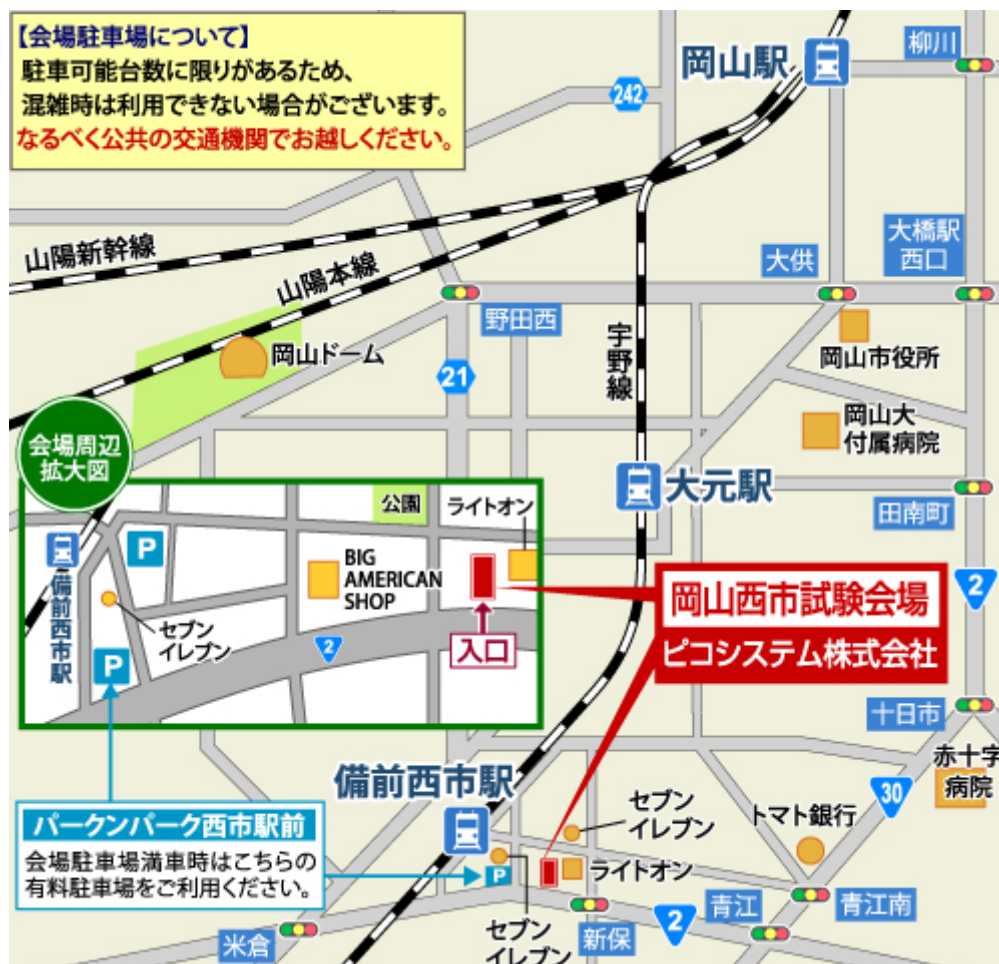 【会場駐車場について】
駐車可能台数に限りがあるため、
混雑時は利用できない場合がございます。
なるべく公共の交通機関でお越しください。
岡山駅
柳川
242
山陽新幹線
山陽本線
大供
大橋駅
西口
野田西
宇野線
岡山市役所
岡山ドーム
21
岡山大
付属病院
会場周辺
拡大図
大元駅
田南町
公園
ライトオン
P
BIG
AMERICAN
SHOP
備前西市駅
セブン
イレブン
2
入口
P
岡山西市試験会場
ピコシステム株式会社
2
十日市
赤十字
病院
30
備前西市駅
セブン
イレブン
トマト銀行
パークンパーク西市駅前
会場駐車場満車時はこちらの
有料駐車場をご利用ください。
P
ライトオン
セブン
イレブン
新保
2
青江
青江南
米倉